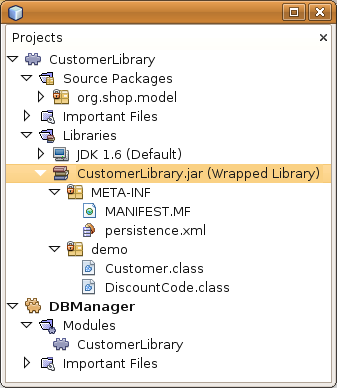 Projects
CustomerLibrary
Source Packages
org.shop.model
Important Files
Libraries
JDK 1.6 (Default)
CustomerLibrary.jar (Wrapped Library)
META-INF
MANIFEST.MF
persistence.xml
demo
Customer.class
DiscountCode.class
DBManager
Modules
CustomerLibrary
Important Files